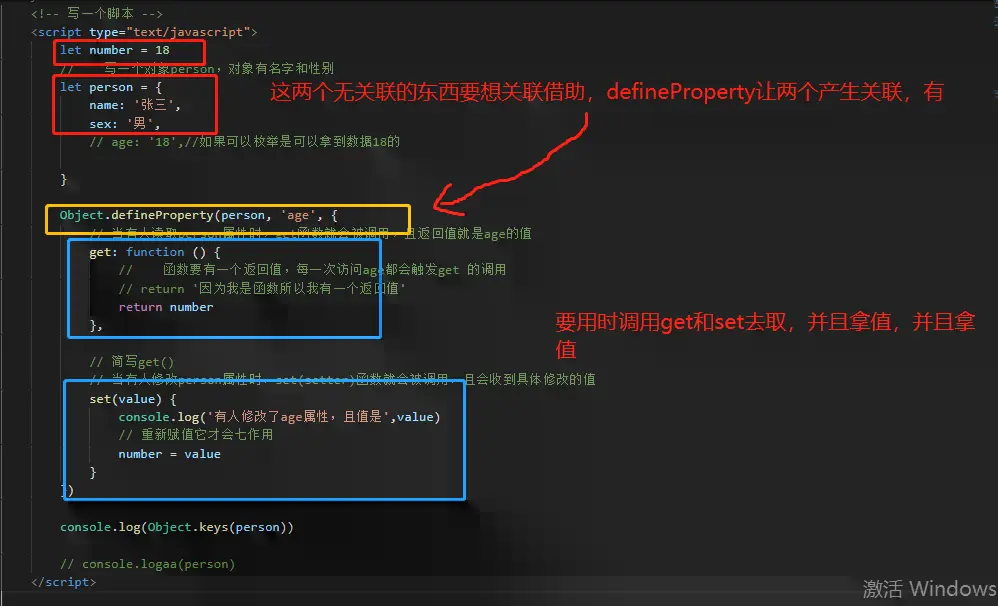 <!-- 写一个脚本 -->
<script type="text/javascript">
let number = 18
// 写一个对象person，对象有名字和性别
let person = {
这两个无关联的东西要想关联借助，defineProperty让两个产生关联，有
name: '张三',
sex: '男',
// age: '18',//如果可以枚举是可以拿到数据18的
}
Object.defineProperty(person, 'age', {
// 当有人读取person属性时，get函数就会被调用，且返回值就是age的值
get: function () {
// 函数要有一个返回值，每一次访问age都会触发get 的调用
// return '因为我是函数所以我有一个返回值'
return number
},
要用时调用get和set去取，并且拿值，并且拿
值
// 简写get()
// 当有人修改person属性时，set(setter)函数就会被调用，且会收到具体修改的值
set(value) {
console.log('有人修改了age属性，且值是',value)
// 重新赋值它才会七作用
number = value
}
})
console.log(Object.keys(person))
// console.logaa(person)
</script>
激活 Windows